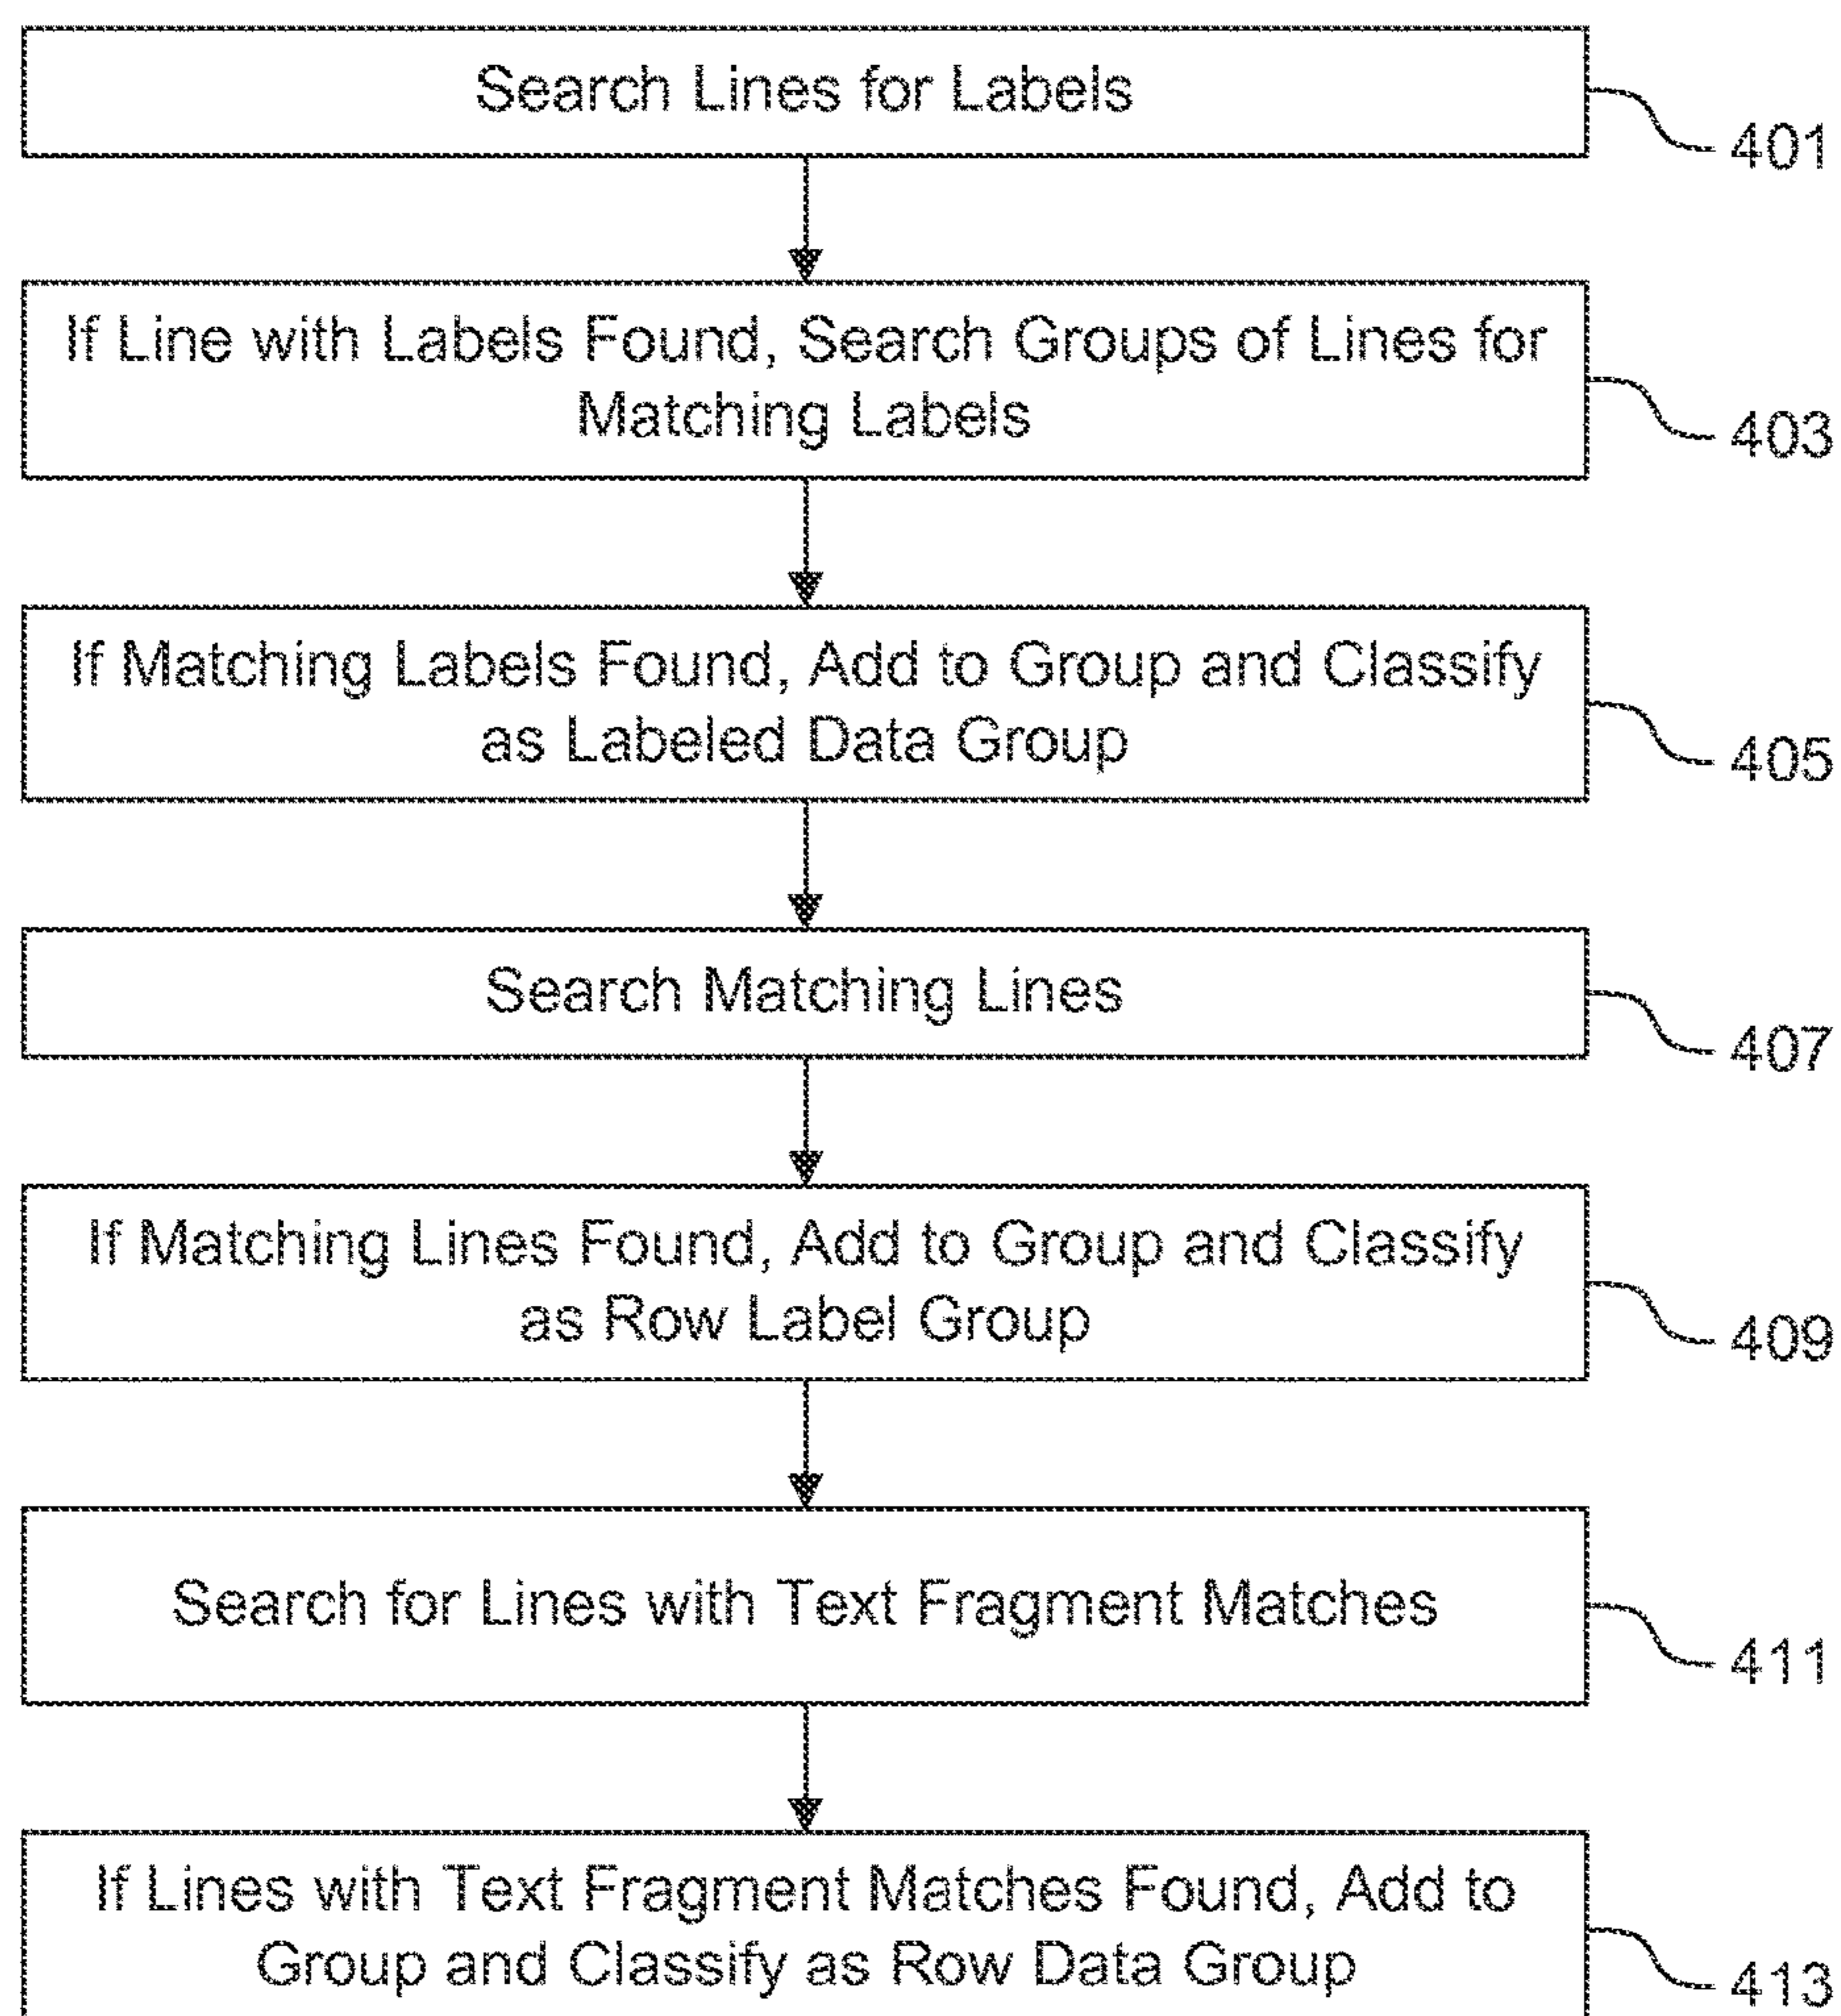 Search Lines for Labels
401
If Line with Labels Found, Search Groups of Lines for
Matching Labels
403
If Matching Labels Found, Add to Group and Classify
as Labeled Data Group
405
Search Matching Lines
407
If Matching Lines Found, Add to Group and Classify
as Row Label Group
409
Search for Lines with Text Fragment Matches
411
If Lines with Text Fragment Matches Found, Add to
Group and Classify as Row Data Group
413